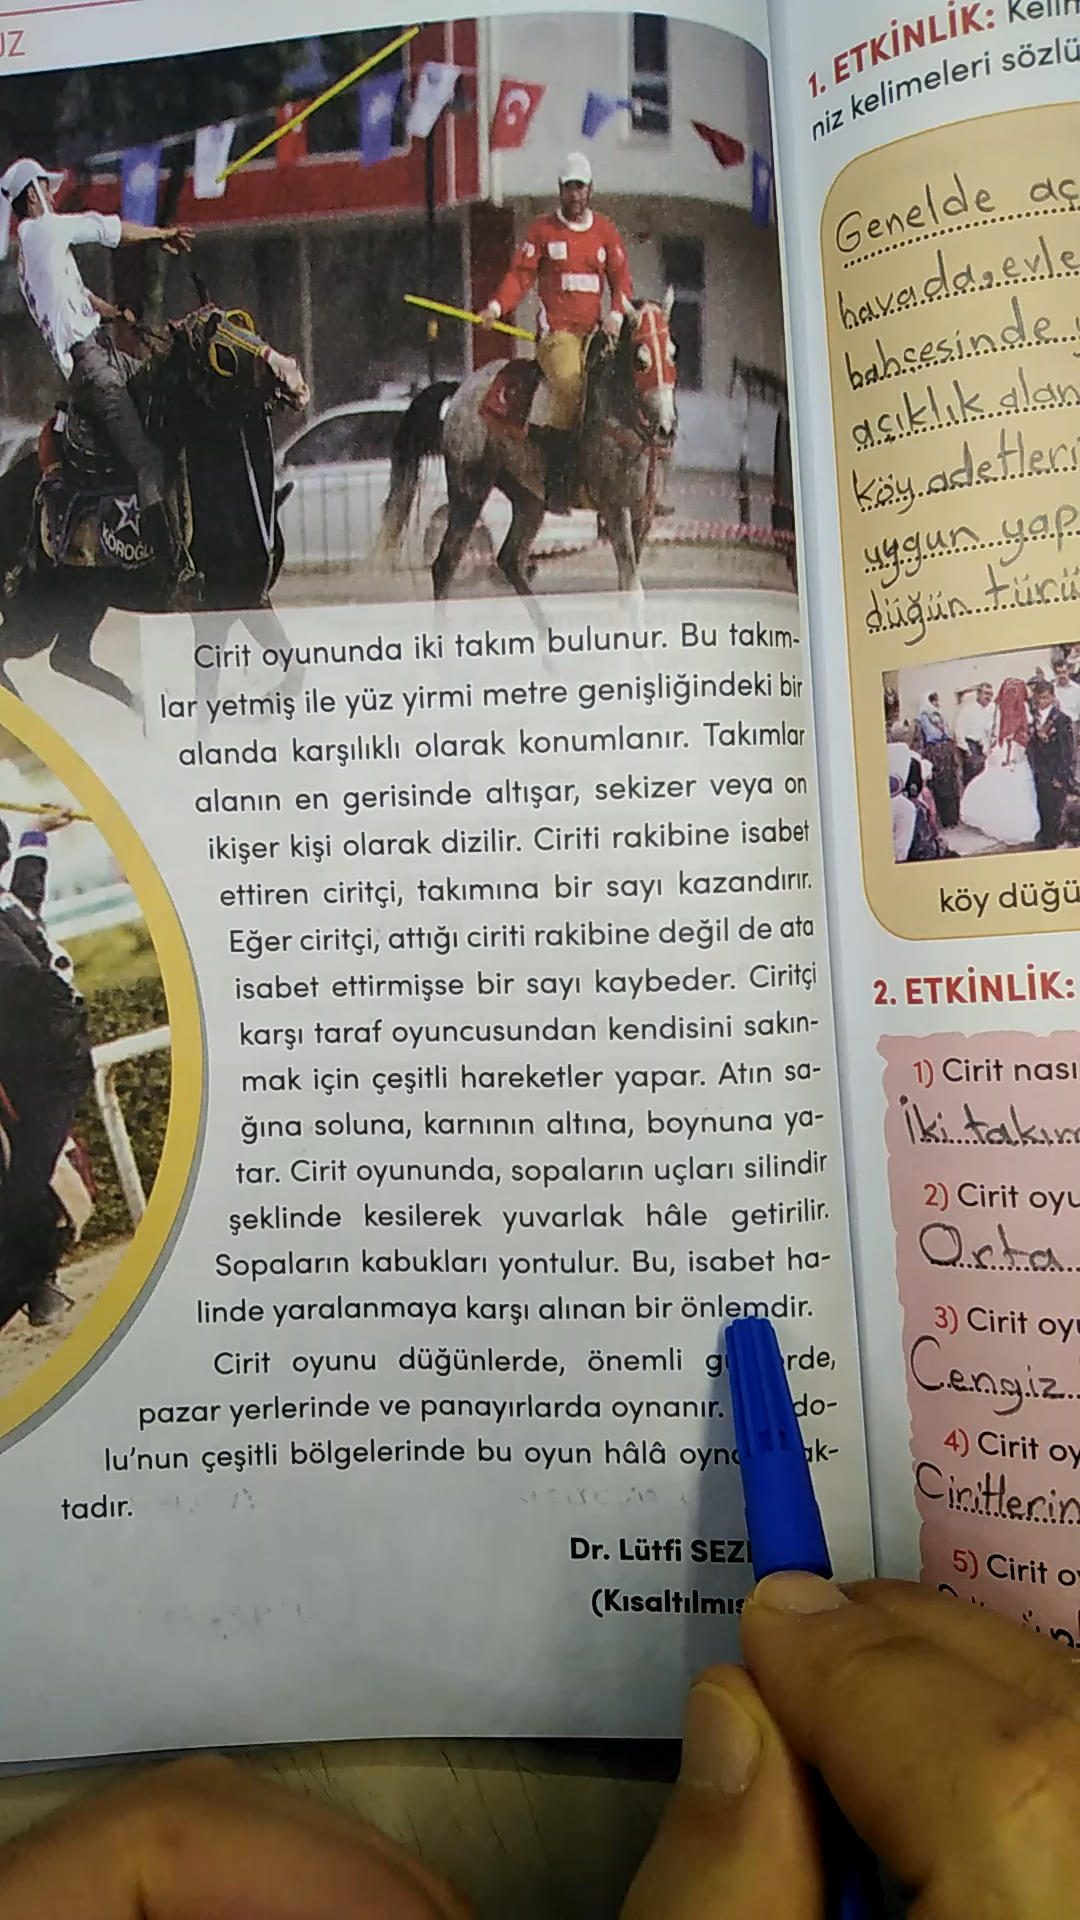 UZ
KÖROĞLU
Cirit oyununda iki takım bulunur. Bu takım-
lar yetmiş ile yüz yirmi metre genişliğindeki bir
alanda karşılıklı olarak konumlanır. Takımlar
alanın en gerisinde altışar, sekizer veya on
ikişer kişi olarak dizilir. Ciriti rakibine isabet
ettiren ciritçi, takımına bir sayı kazandırır.
Eğer ciritçi, attığı ciriti rakibine değil de ata
isabet ettirmişse bir sayı kaybeder. Ciritçi
karşı taraf oyuncusundan kendisini sakın-
mak için çeşitli hareketler yapar. Atın sa-
ğına soluna, karnının altına, boynuna ya-
tar. Cirit oyununda, sopaların uçları silindir
şeklinde kesilerek yuvarlak hâle getirilir.
Sopaların kabukları yontulur. Bu, isabet ha-
linde yaralanmaya karşı alınan bir önlemdir.
Cirit oyunu düğünlerde, önemli
pazar yerlerinde ve panayırlarda oynanır. do-
lu'nun çeşitli bölgelerinde bu oyun hâlâ
tadır.
Dr. Lütfi
1. ETKİNLİK:
niz kelimeleri
Genelde aç
havada, evle
bahçesinde
açıklık alan
köy adetleri
uygun yap
düğün türü
köy düğü
2. ETKİNLİK:
1) Cirit nası
İki takım
2) Cirit oyu
Orta
3) Cirit oyu
Cengiz
4) Cirit oy
Ciritlerin
5) Cirit o